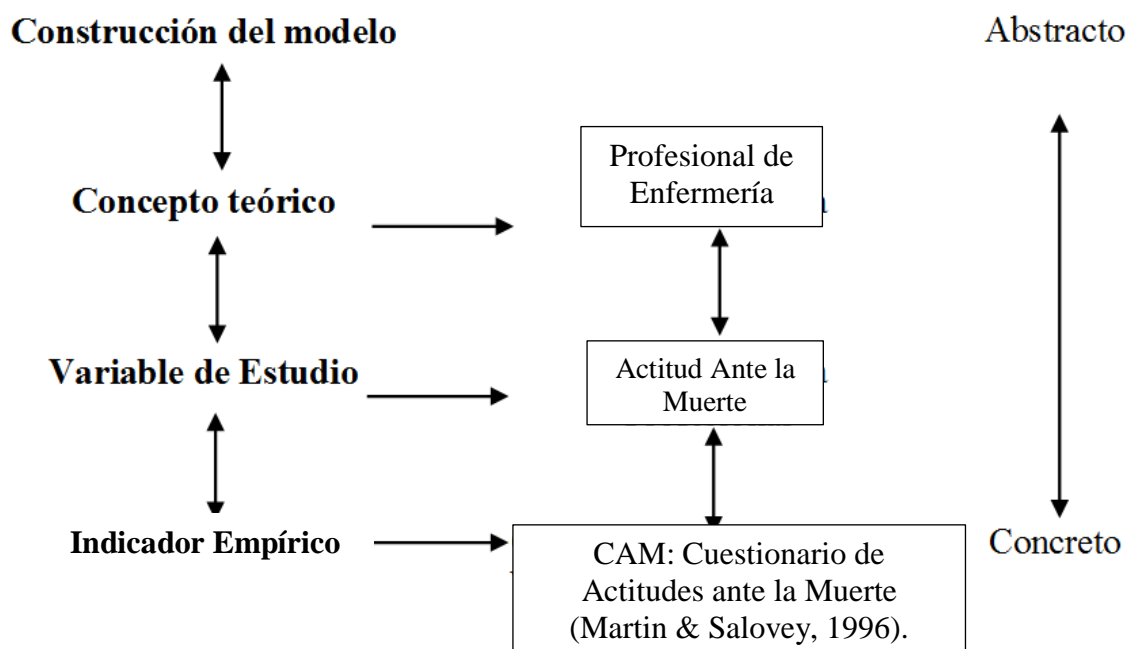 Construcción del modelo
Abstracto
Profesional de
Enfermería
Concepto teórico
Variable de Estudio
Actitud Ante la
Muerte
Indicador Empírico
CAM: Cuestionario de
Actitudes ante la Muerte
(Martin & Salovey, 1996).
Concreto